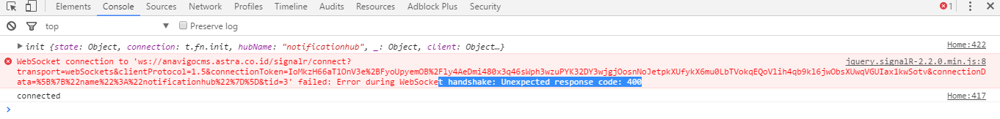 Elements Console Sources Network Profiles Timeline Audits Resources Adblock Plus Security 1
top Preserve log
init {state: Object, connection: t.fn.init, hubName: "notificationhub", _: Object, client: Object…} Home:422
WebSocket connection to 'ws://anavigocms.astra.co.id/signalr/connect? jquery.signalR-2.2.0.min.js:8
transport=webSockets&clientProtocol=1.5&connectionToken=IoMkzH66aT1OnV3e%2BFyoUpyemOB%2Fly4AeDmi480x3q46sWph3wzuPYK32DY3wjgjOosnNoJetpkXUfykX6mu0LbTVokqEQoVlih4qb9kl6jwObsXUwqVGUIax1kwSotv&connectionD
ata=%5B%7B%22name%22%3A%22notificationhub%22%7D%5D&tid=3' failed: Error during WebSocket handshake: Unexpected response code: 400
connected Home:417